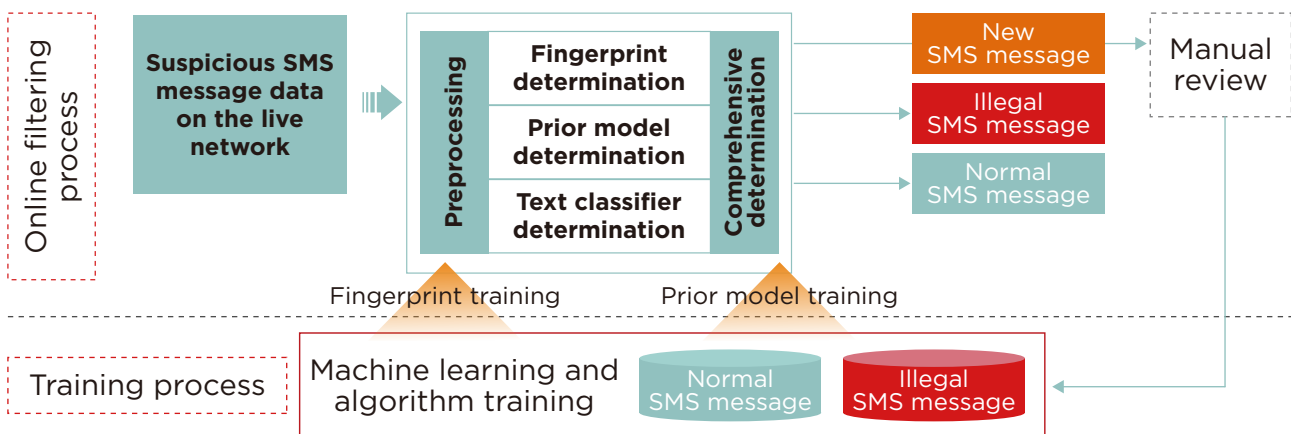 Online filtering
process
Suspicious SMS
message data
on the live
network
Preprocessing
Fingerprint
determination
Prior model
determination
Text classifier
determination
Comprehensive
determination
New
SMS message
Illegal
SMS message
Normal
SMS message
Manual
review
Fingerprint training
Prior model training
Training process
Machine learning and
algorithm training
Normal
SMS message
Illegal
SMS message